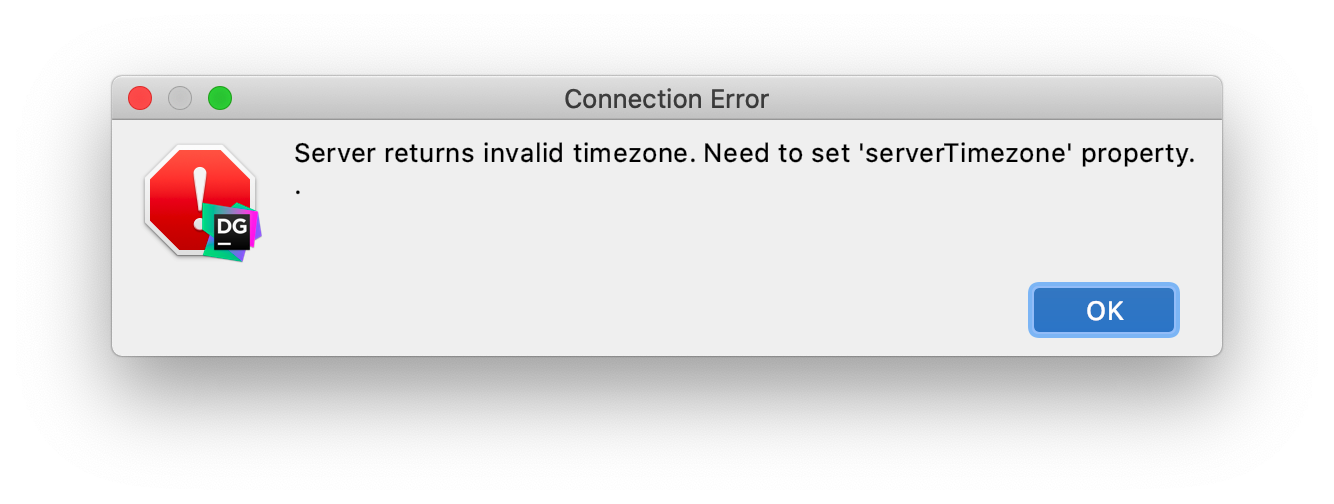 Connection Error
Server returns invalid timezone. Need to set 'serverTimezone' property.
.
DG
OK